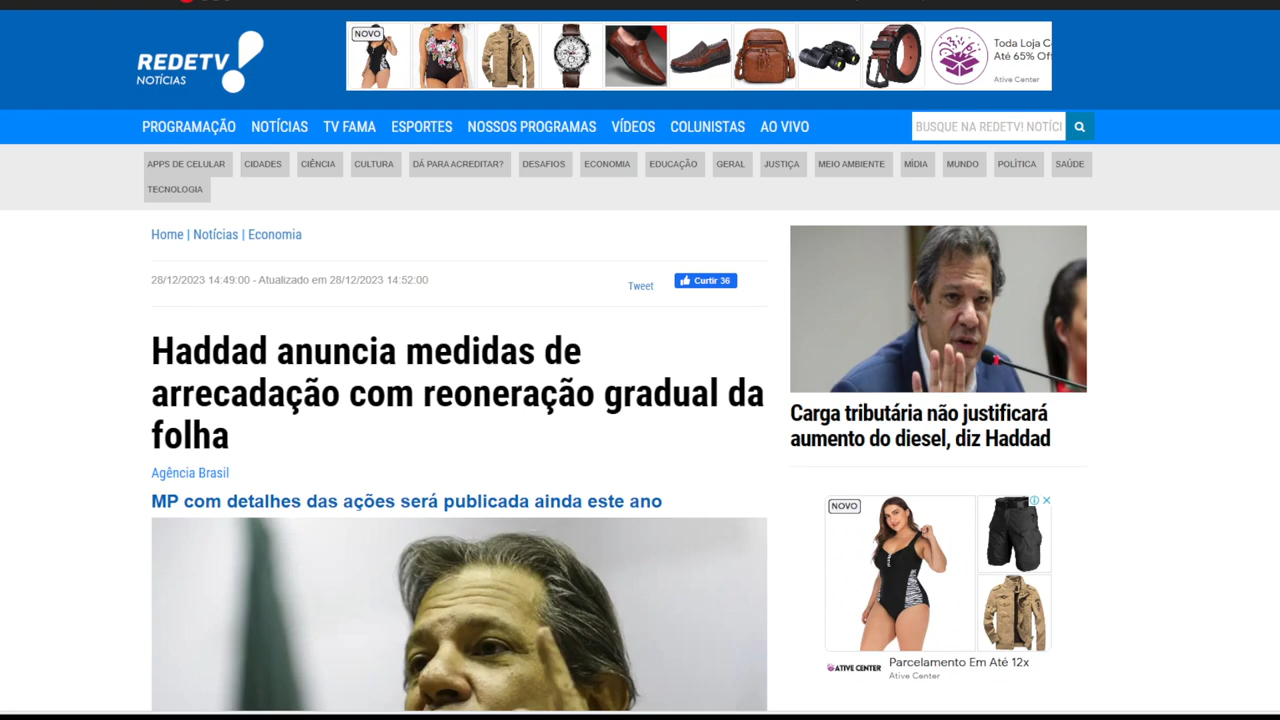 REDETV
NOTÍCIAS
NOVO
Toda Loja C
Até 65% Of
Ative Center
PROGRAMAÇÃO NOTÍCIAS TV FAMA ESPORTES NOSSOS PROGRAMAS VÍDEOS COLUNISTAS AO VIVO
BUSQUE NA REDETV! NOTÍCI
APPS DE CELULAR CIDADES CIÊNCIA CULTURA DÁ PARA ACREDITAR? DESAFIOS ECONOMIA EDUCAÇÃO GERAL JUSTIÇA MEIO AMBIENTE MÍDIA MUNDO POLÍTICA SAÚDE
TECNOLOGIA
Home | Notícias | Economia
28/12/2023 14:49:00 - Atualizado em 28/12/2023 14:52:00
Tweet
Curtir 36
Haddad anuncia medidas de
arrecadação com reoneração gradual da
folha
Agência Brasil
MP com detalhes das ações será publicada ainda este ano
Carga tributária não justificará
aumento do diesel, diz Haddad
NOVO
ATIVE CENTER
Parcelamento Em Até 12x
Ative Center